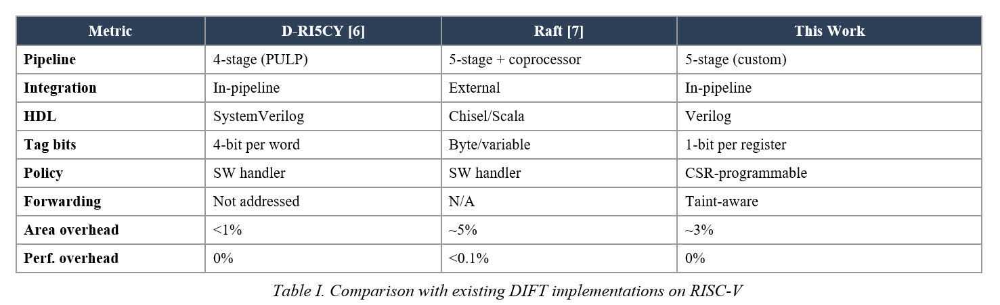 Metric D-RI5CY [6] Raft [7] This Work
Pipeline 4-stage (PULP) 5-stage + coprocessor 5-stage (custom)
Integration In-pipeline External In-pipeline
HDL SystemVerilog Chisel/Scala Verilog
Tag bits 4-bit per word Byte/variable 1-bit per register
Policy SW handler SW handler CSR-programmable
Forwarding Not addressed N/A Taint-aware
Area overhead <1% ~5% ~3%
Perf. overhead 0% <0.1% 0%
Table I. Comparison with existing DIFT implementations on RISC-V